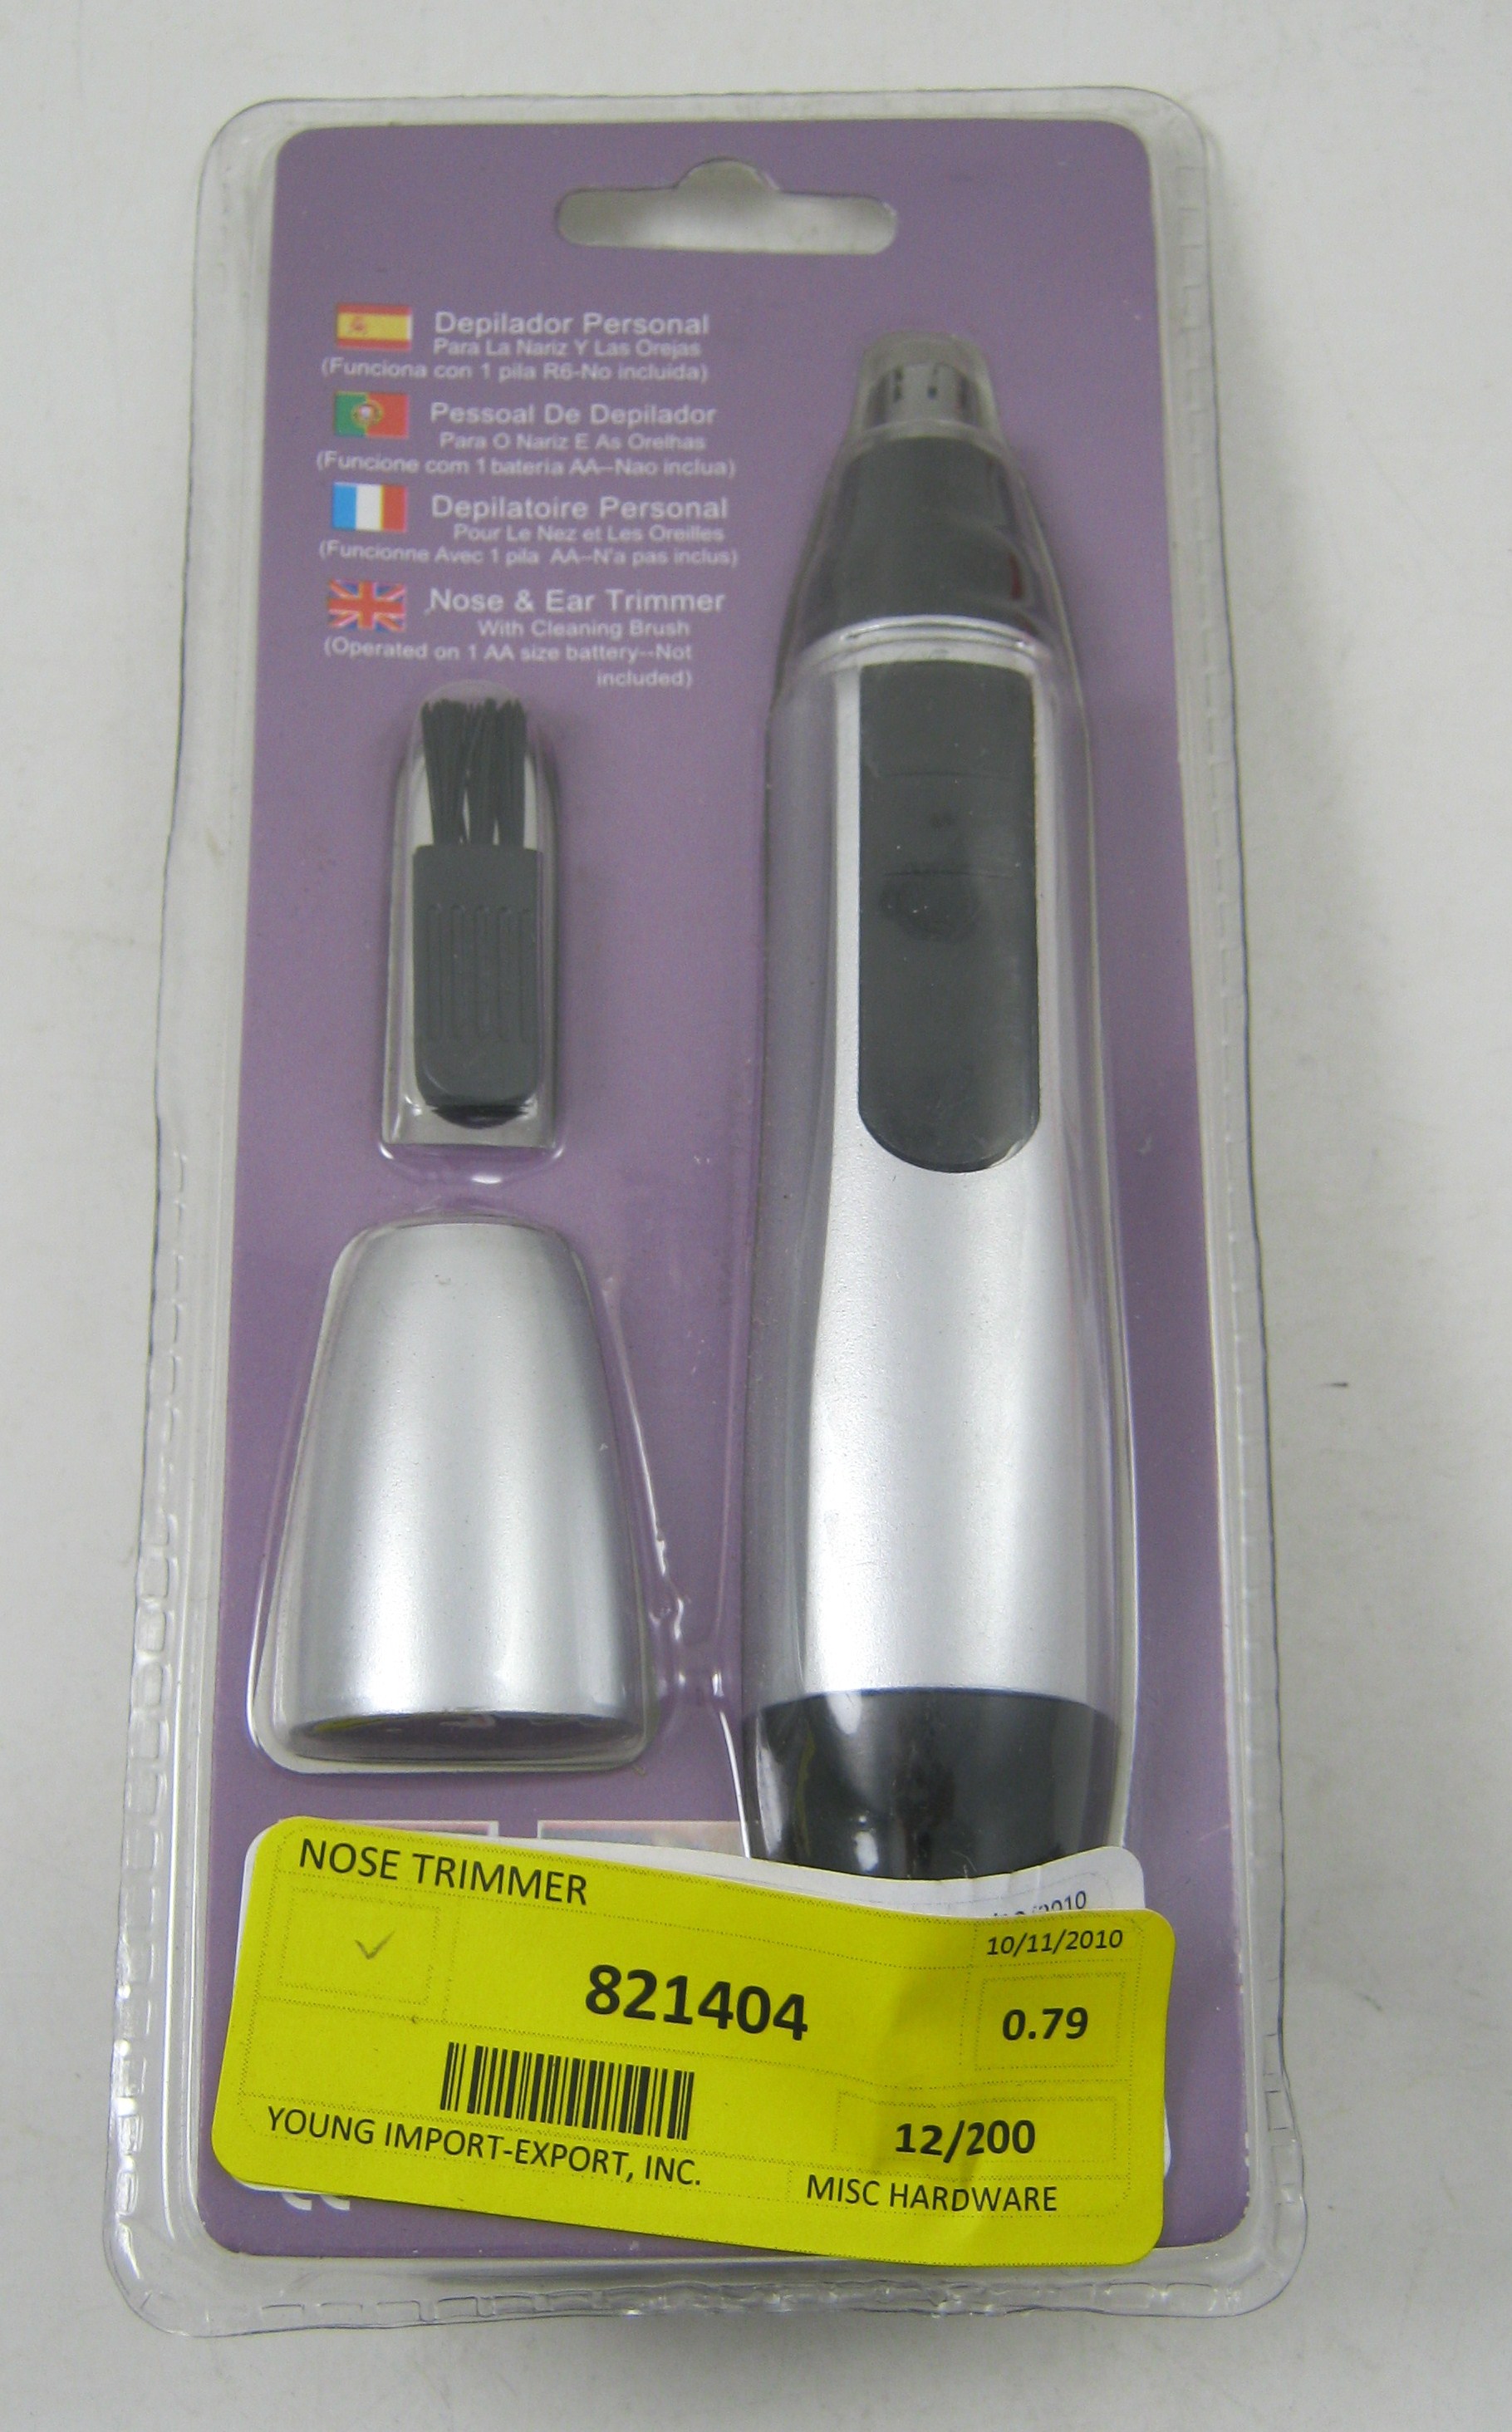 Depilador Personal
Para La Nariz Y Las Orejas
(Funciona con 1 pila R6-No incluida)
Pessoal De Depilador
Para O Nariz E As Orelhas
(Funcione com 1 bateria AA--Nao inclua)
Depilatoire Personal
Pour Le Nez et Les Oreilles
(Funcionne Avec 1 pila AA--N'a pas inclus)
Nose & Ear Trimmer
With Cleaning Brush
(Operated on 1 AA size battery--Not
included)
NOSE TRIMMER
10/11/2010
821404
0.79
12/200
YOUNG IMPORT-EXPORT, INC.
MISC HARDWARE